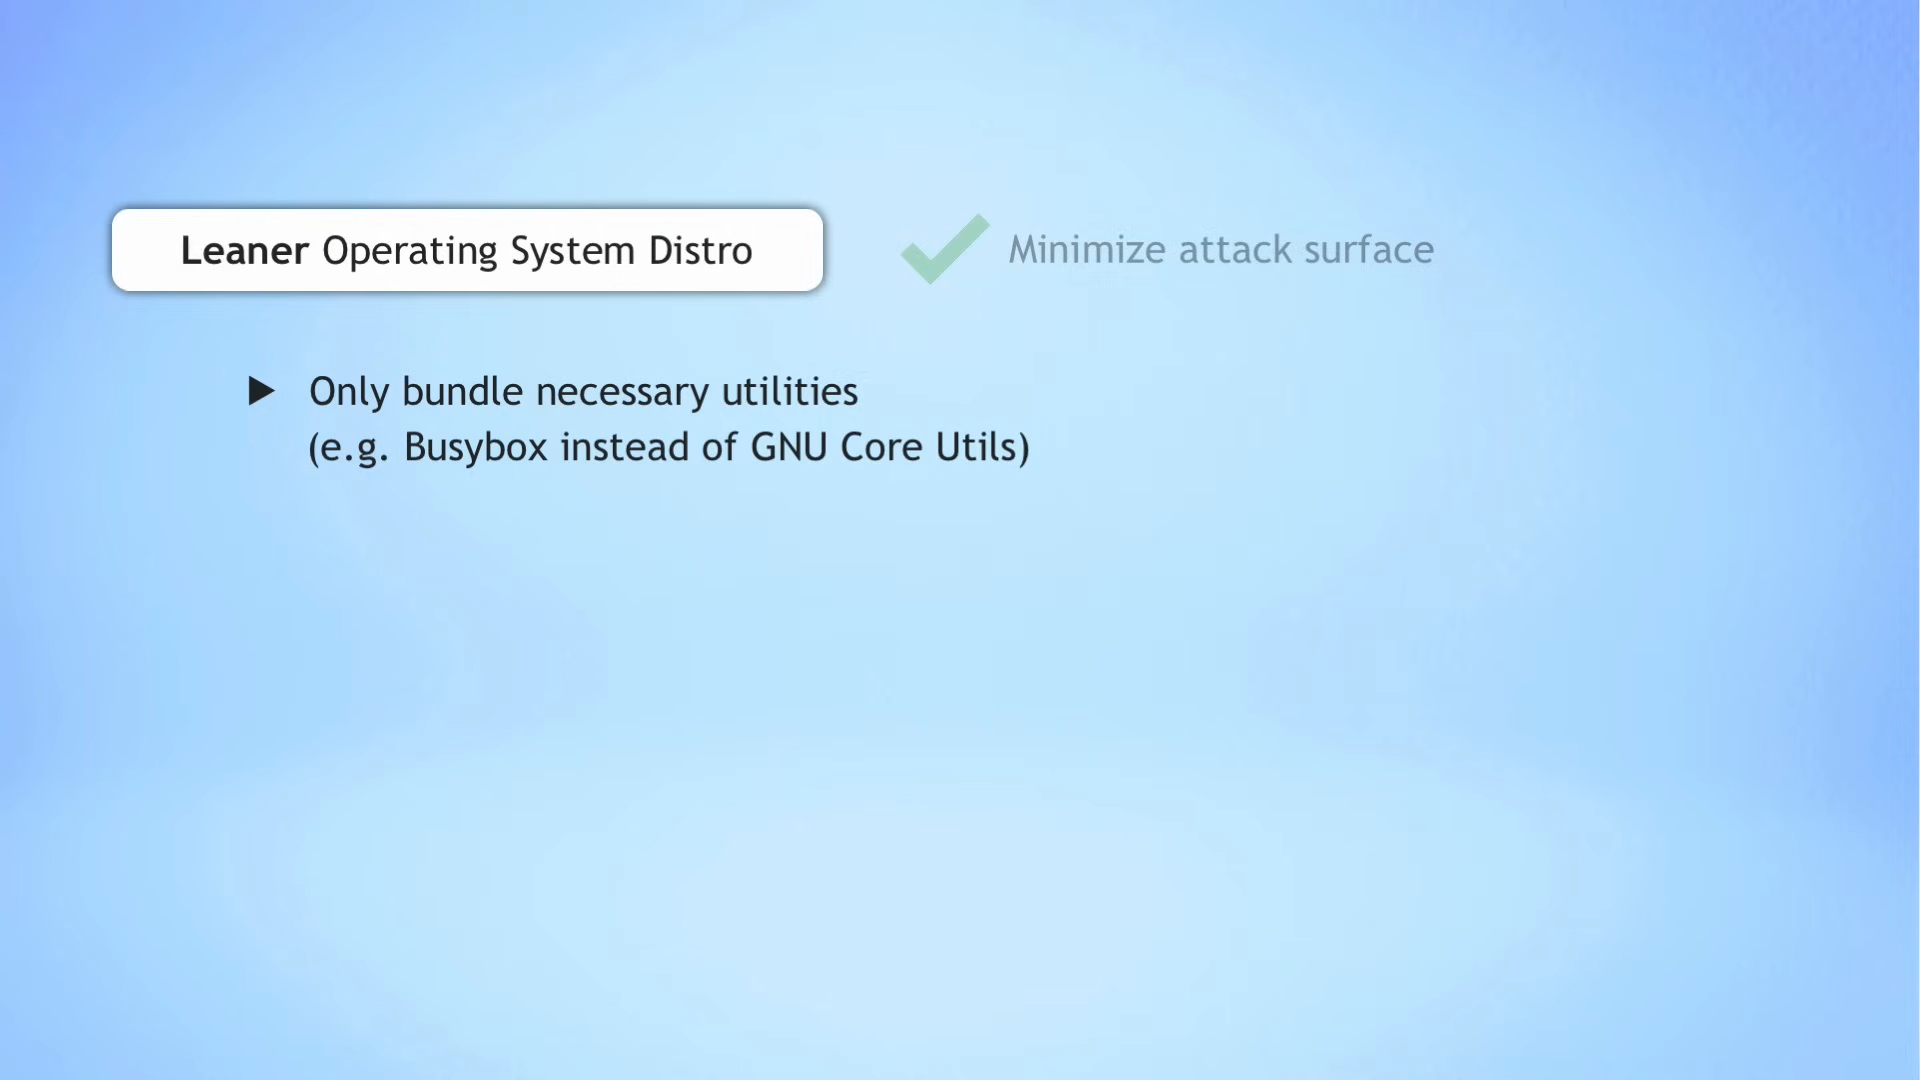 Leaner Operating System Distro
Minimize attack surface
Only bundle necessary utilities
(e.g. Busybox instead of GNU Core Utils)